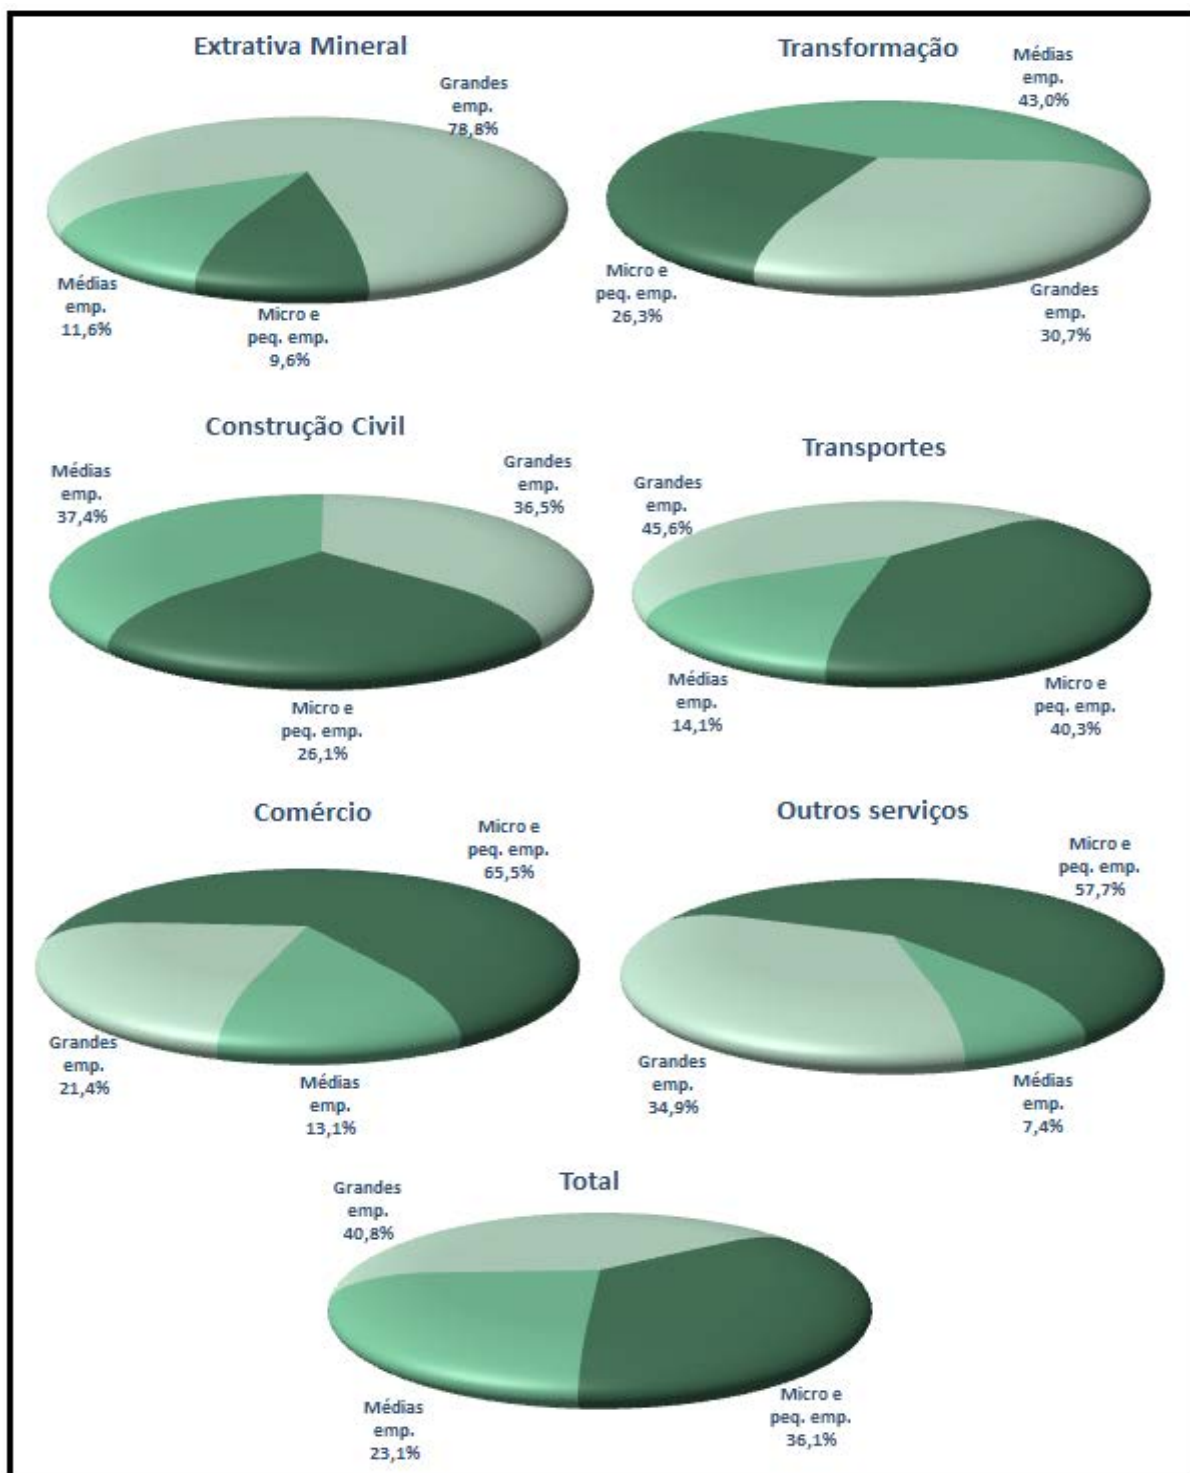 Extrativa Mineral
Grandes
emp.
78,8%
Médias
emp.
11,6%
Micro e
peq. emp.
9,6%
Transformação
Médias
emp.
43,0%
Micro e
peq. emp.
26,3%
Grandes
emp.
30,7%
Construção Civil
Médias
emp.
37,4%
Grandes
emp.
36,5%
Micro e
peq. emp.
26,1%
Transportes
Grandes
emp.
45,6%
Médias
emp.
14,1%
Micro e
peq. emp.
40,3%
Comércio
Micro e
peq. emp.
65,5%
Grandes
emp.
21,4%
Médias
emp.
13,1%
Outros serviços
Micro e
peq. emp.
57,7%
Grandes
emp.
34,9%
Médias
emp.
7,4%
Total
Grandes
emp.
40,8%
Médias
emp.
23,1%
Micro e
peq. emp.
36,1%